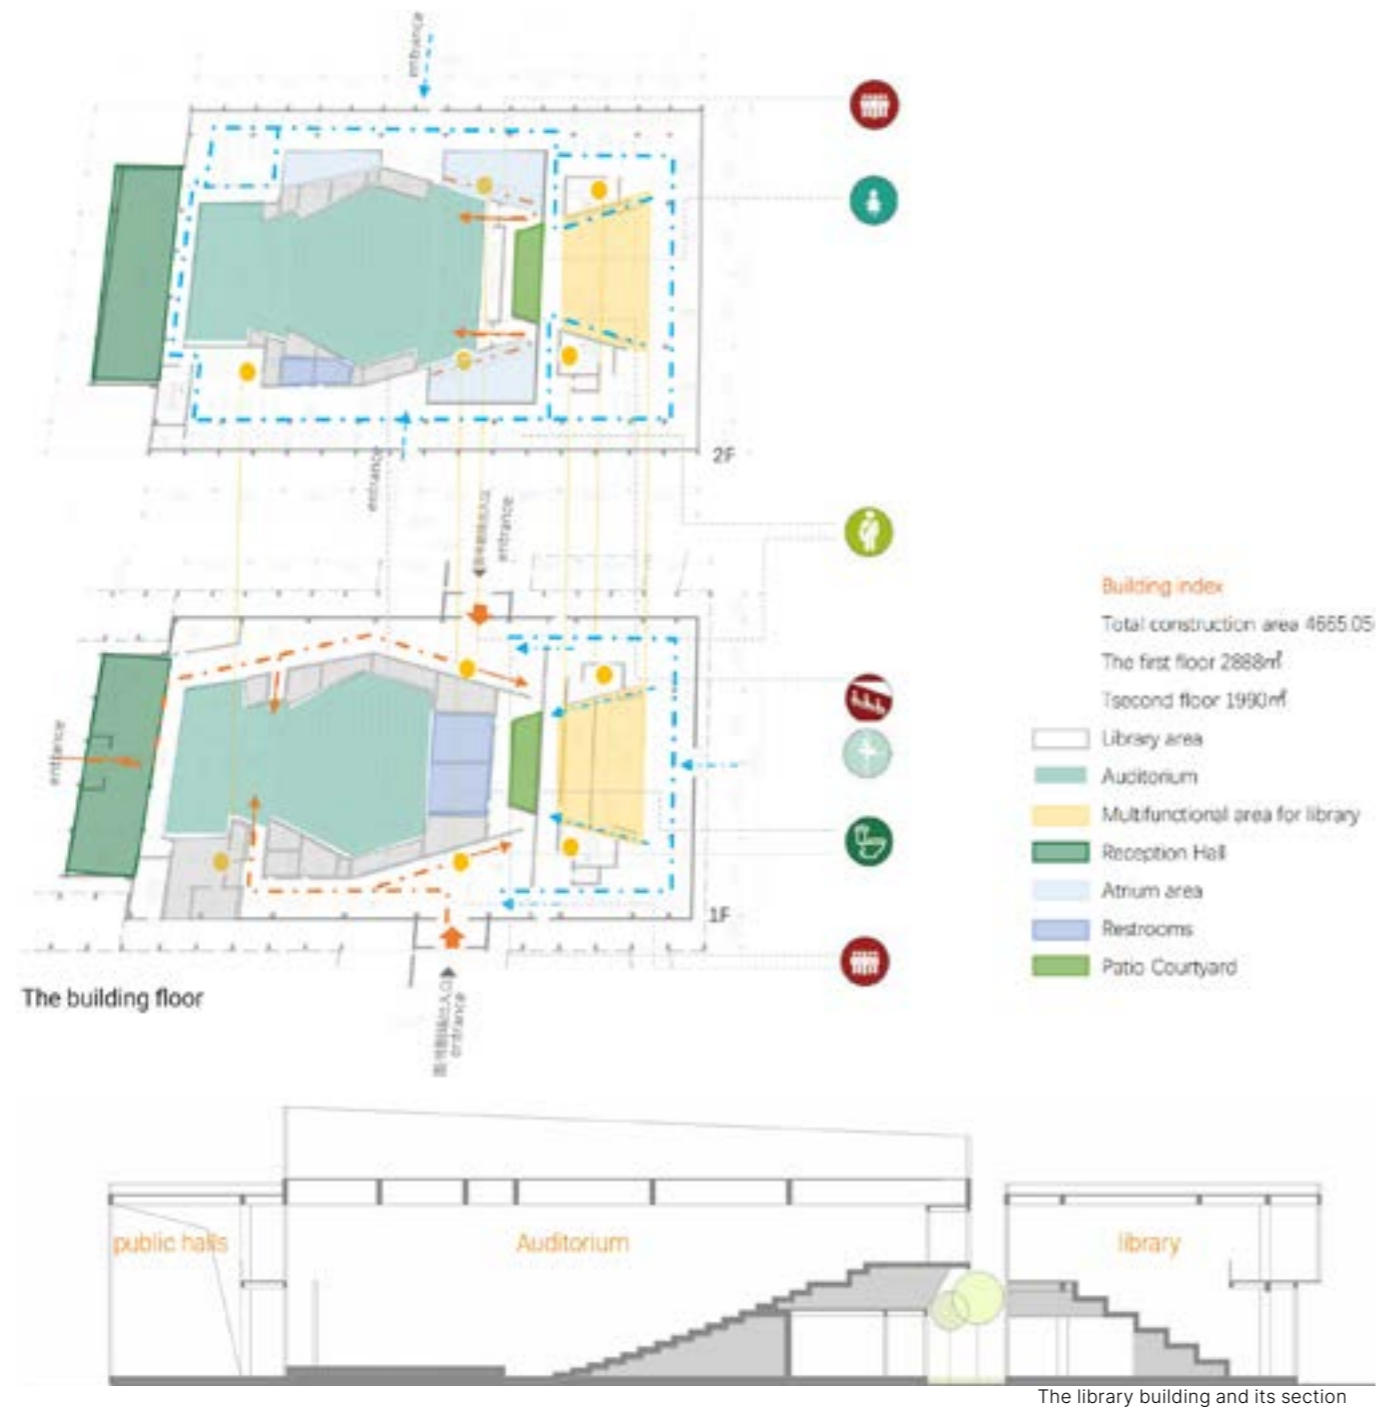 entrance
2F
entrance
entrance
entrance
1F
The building floor
entrance
Building index
Total construction area 4665.05
The first floor 2888㎡
Tsecond floor 1990㎡
Library area
Auditorium
Multifunctional area for library
Reception Hall
Atrium area
Restrooms
Patio Courtyard
public halls
Auditorium
library
The library building and its section